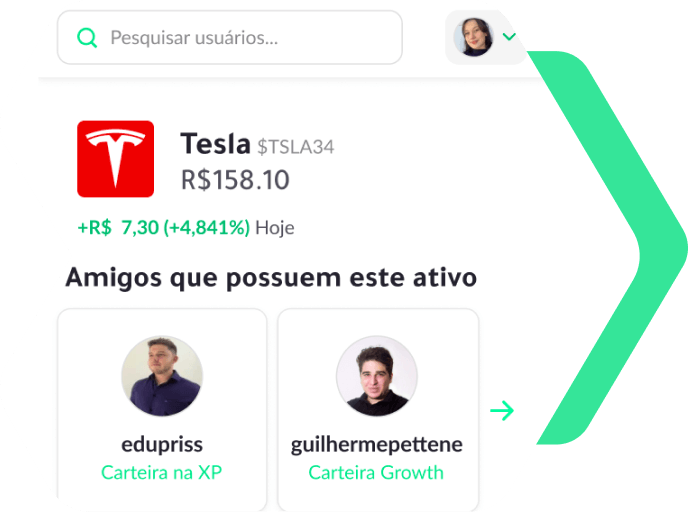 Pesquisar usuários...
Tesla $TSLA34
R$158.10
+R$ 7,30 (+4,841%) Hoje
Amigos que possuem este ativo
edupriss
Carteira na XP
guilhermepettene
Carteira Growth